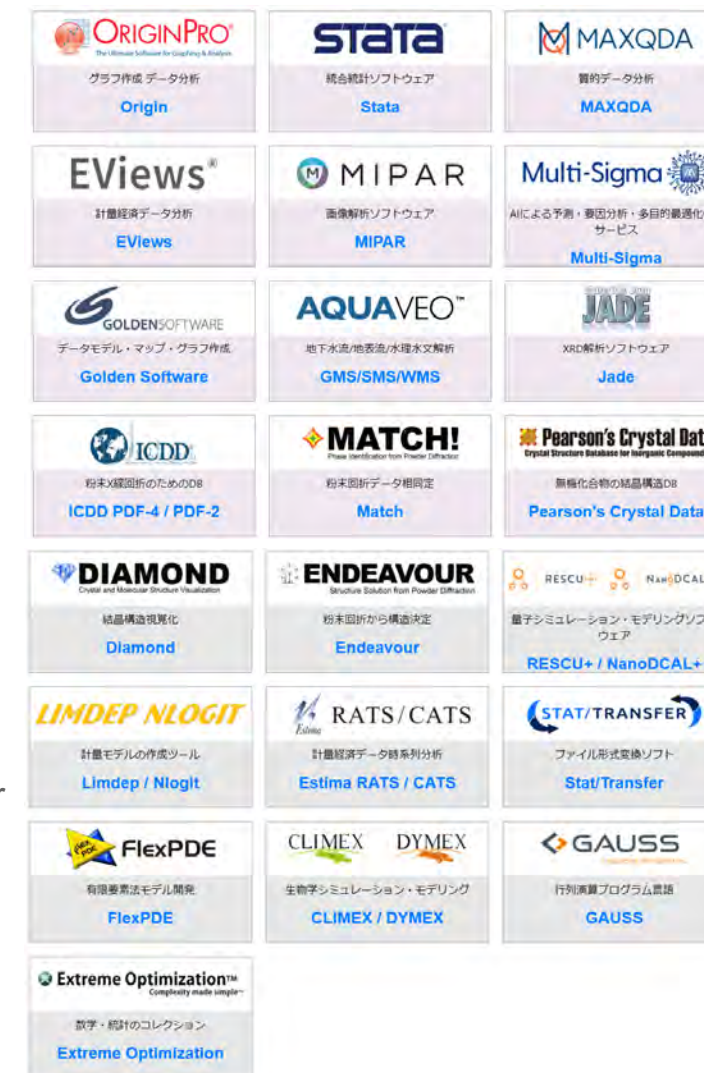 ORIGINPRO®
The Ultimate Software for Graphing & Analysis
グラフ作成 データ分析
Origin
STATA
統合統計ソフトウェア
Stata
MAXQDA
質的データ分析
MAXQDA
EViews®
計量経済データ分析
EViews
M MIPAR
画像解析ソフトウェア
MIPAR
Multi-Sigma
AIによる予測・要因分析・多目的最適化
サービス
Multi-Sigma
GOLDENSOFTWARE
データモデル・マップ・グラフ作成
Golden Software
AQUAVEO™
地下水流/地表流/水理水文解析
GMS/SMS/WMS
JADE
XRD解析ソフトウェア
Jade
ICDD
粉末X線回折のためのDB
ICDD PDF-4 / PDF-2
MATCH!
Phase Identification from Powder Diffraction
粉末回折データ相同定
Match
Pearson's Crystal Dat
Crystal Structure Database for Inorganic Compound
無機化合物の結晶構造DB
Pearson's Crystal Data
DIAMOND
Crystal and Molecular Structure Visualization
結晶構造視覚化
Diamond
ENDEAVOUR
Structure Solution from Powder Diffraction
粉末回折から構造決定
Endeavour
RESCU+ NANODCAL
量子シミュレーション・モデリングソフ
ウェア
RESCU+ / NanoDCAL+
LIMDEP NLOGIT
計量モデルの作成ツール
Limdep / Nlogit
Estima RATS/CATS
計量経済データ時系列分析
Estima RATS / CATS
STAT/TRANSFER
ファイル形式変換ソフト
Stat/Transfer
r
FLEX PDE FlexPDE
有限要素法モデル開発
FlexPDE
CLIMEX DYMEX
生物学シミュレーション・モデリング
CLIMEX / DYMEX
GAUSS
行列演算プログラム言語
GAUSS
Extreme Optimization™
Complexity made simple™
数学・統計のコレクション
Extreme Optimization